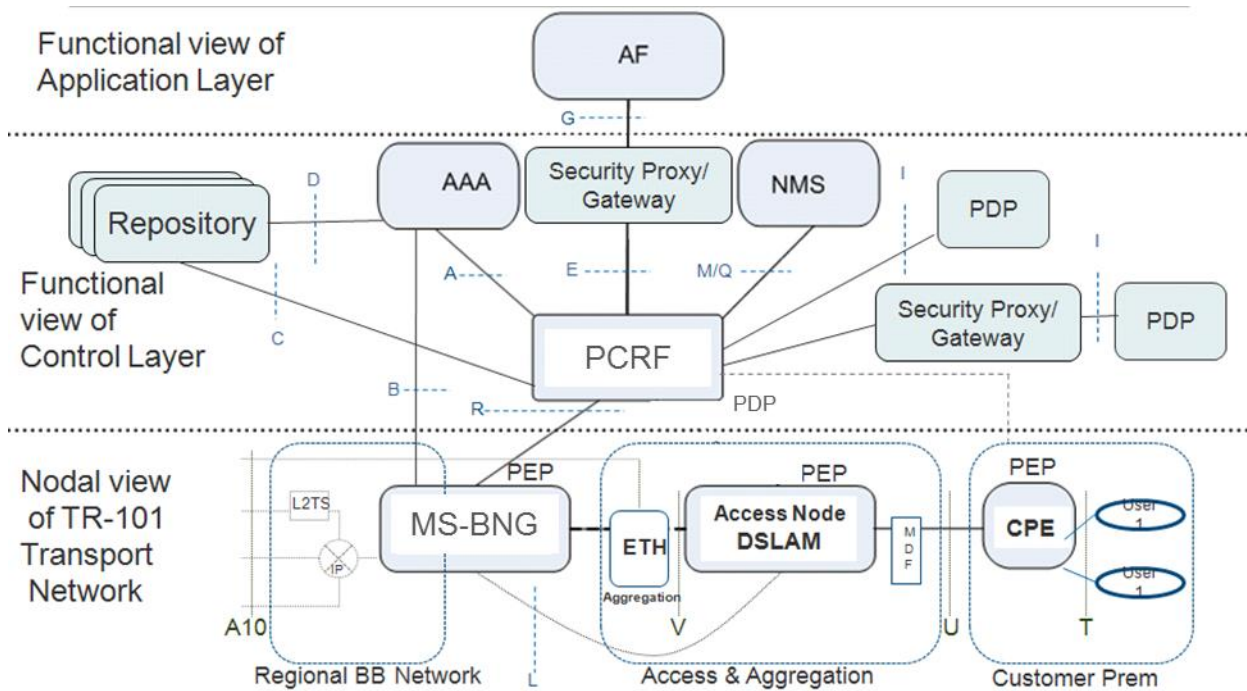 Functional view of
Application Layer
AF
G
Security Proxy/
Gateway
AAA
NMS
D
I
PDP
Repository
A
E
M/Q
I
Functional
view of
Control Layer
C
Security Proxy/
Gateway
PDP
PCRF
B
R
PDP
Nodal view
of TR-101
Transport
Network
PEP
PEP
PEP
L2TS
MS-BNG
IP
ETH
Access Node
DSLAM
M
D
F
CPE
User
1
User
1
Aggregation
A10
V
U
T
Regional BB Network
L
Access & Aggregation
Customer Prem